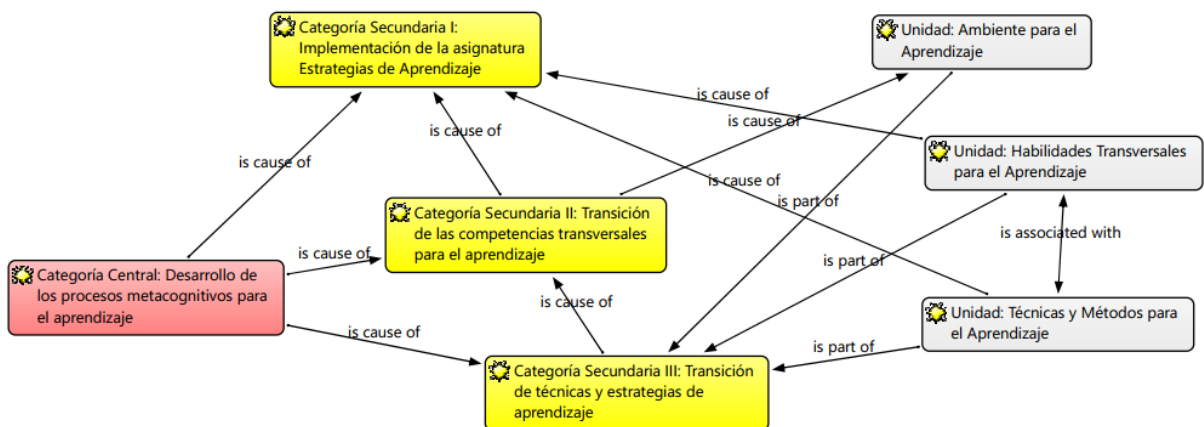 Categoría Secundaria I:
Implementación de la asignatura
Estrategias de Aprendizaje
Unidad: Ambiente para el
Aprendizaje
is cause of
is cause of
is cause of
Unidad: Habilidades Transversales
para el Aprendizaje
is cause of
is cause of
Categoría Secundaria II: Transición
de las competencias transversales
para el aprendizaje
is part of
is associated with
is cause of
is part of
Categoría Central: Desarrollo de
los procesos metacognitivos para
el aprendizaje
is cause of
Unidad: Técnicas y Métodos para
el Aprendizaje
is cause of
is part of
Categoría Secundaria III: Transición
de técnicas y estrategias de
aprendizaje